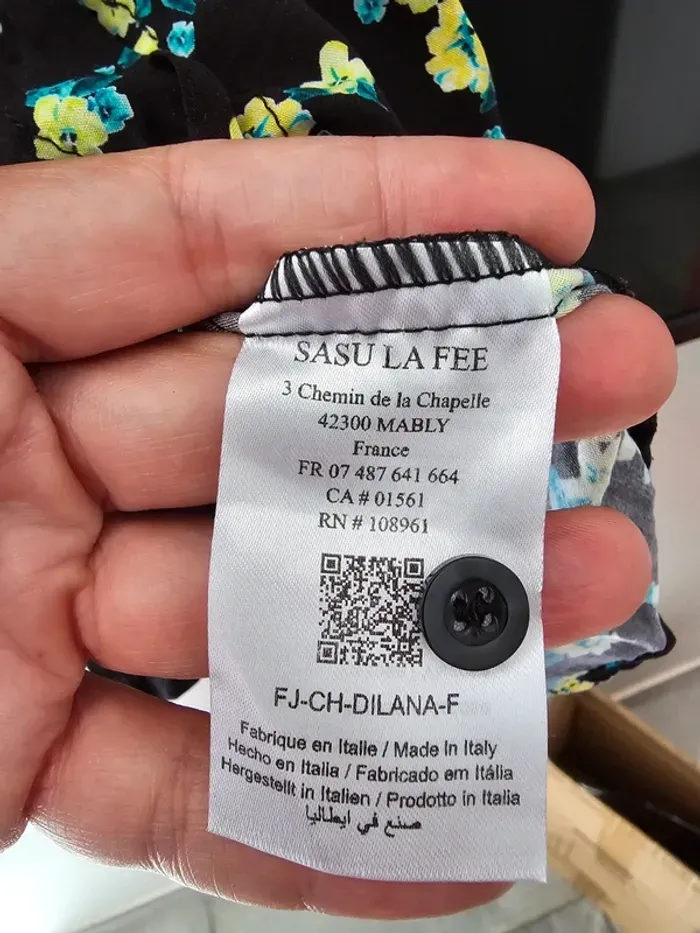 SASU LA FEE
3 Chemin de la Chapelle
42300 MABLY
France
FR 07 487 641 664
CA # 01561
RN # 108961
FJ-CH-DILANA-F
Fabrique en Italie / Made In Italy
Hecho en Italia / Fabricado em Itália
Hergestellt in Italien / Prodotto in Italia
صنع في ايطاليا